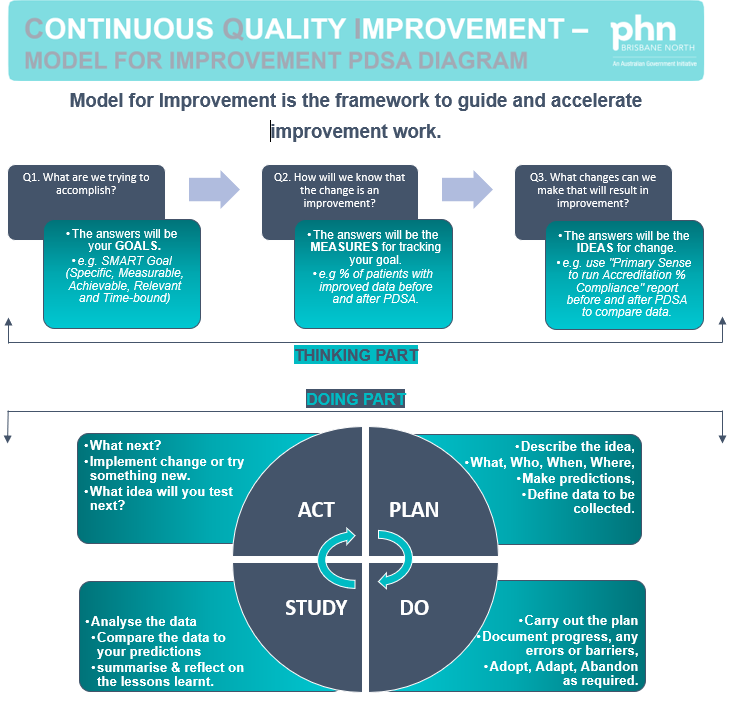 CONTINUOUS QUALITY IMPROVEMENT –
MODEL FOR IMPROVEMENT PDSA DIAGRAM
phn
BRISBANE NORTH
An Australian Government Initiative
Model for Improvement is the framework to guide and accelerate
improvement work.
Q1. What are we trying to
accomplish?
• The answers will be
your GOALS.
• e.g. SMART Goal
(Specific, Measurable,
Achievable, Relevant
and Time-bound)
Q2. How will we know that
the change is an
improvement?
• The answers will be the
MEASURES for tracking
your goal.
• e.g % of patients with
improved data before
and after PDSA.
Q3. What changes can we
make that will result in
improvement?
• The answers will be the
IDEAS for change.
• e.g. use "Primary Sense
to run Accreditation %
Compliance" report
before and after PDSA
to compare data.
THINKING PART
DOING PART
• What next?
• Implement change or try
something new.
• What idea will you test
next?
ACT
PLAN
• Describe the idea,
• What, Who, When, Where,
• Make predictions,
• Define data to be
collected.
• Analyse the data
• Compare the data to
your predictions
• summarise & reflect on
the lessons learnt.
STUDY
DO
• Carry out the plan
• Document progress, any
errors or barriers,
• Adopt, Adapt, Abandon
as required.